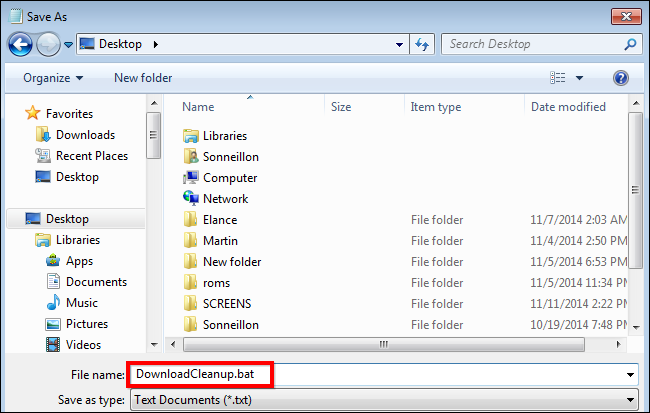 Save As
Desktop
Search Desktop
Organize
New folder
Favorites
Downloads
Recent Places
Desktop
Desktop
Libraries
Apps
Documents
Music
Pictures
Videos
Name Size Item type Date modified
Libraries
Sonneillon
Computer
Network
Elance File folder 11/7/2014 2:03 AM
Martin File folder 11/4/2014 2:50 PM
New folder File folder 11/5/2014 6:53 PM
roms File folder 11/5/2014 11:34 PM
SCREENS File folder 11/11/2014 2:22 PM
Sonneillon File folder 10/19/2014 7:48 PM
File name: DownloadCleanup.bat
Save as type: Text Documents (*.txt)